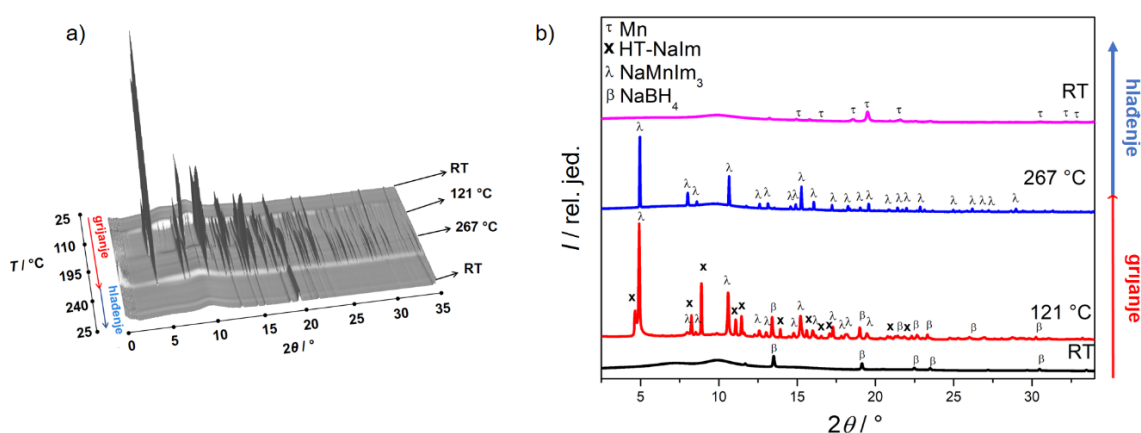 a)
RT
121 °C
267 °C
RT
25
110
195
240
25
T / °C
grijanje
hlađenje
0
5
10
15
20
25
30
35
2θ / °
b)
τ Mn
x HT-NaIm
λ NaMnIm3
β NaBH4
RT
τ τ τ τ τ τ τ τ
267 °C
λ λ λ λ λ λ λ λ λ λ λ λ λ λ λ λ λ λ λ λ λ
121 °C
x λ λ x λ x λ x x λ λ β x λ λ x λ x x λ λ λ β λ x β x β β β β
RT
β β β β β
I / rel. jed.
5
10
15
20
25
30
2θ / °
hlađenje
grijanje